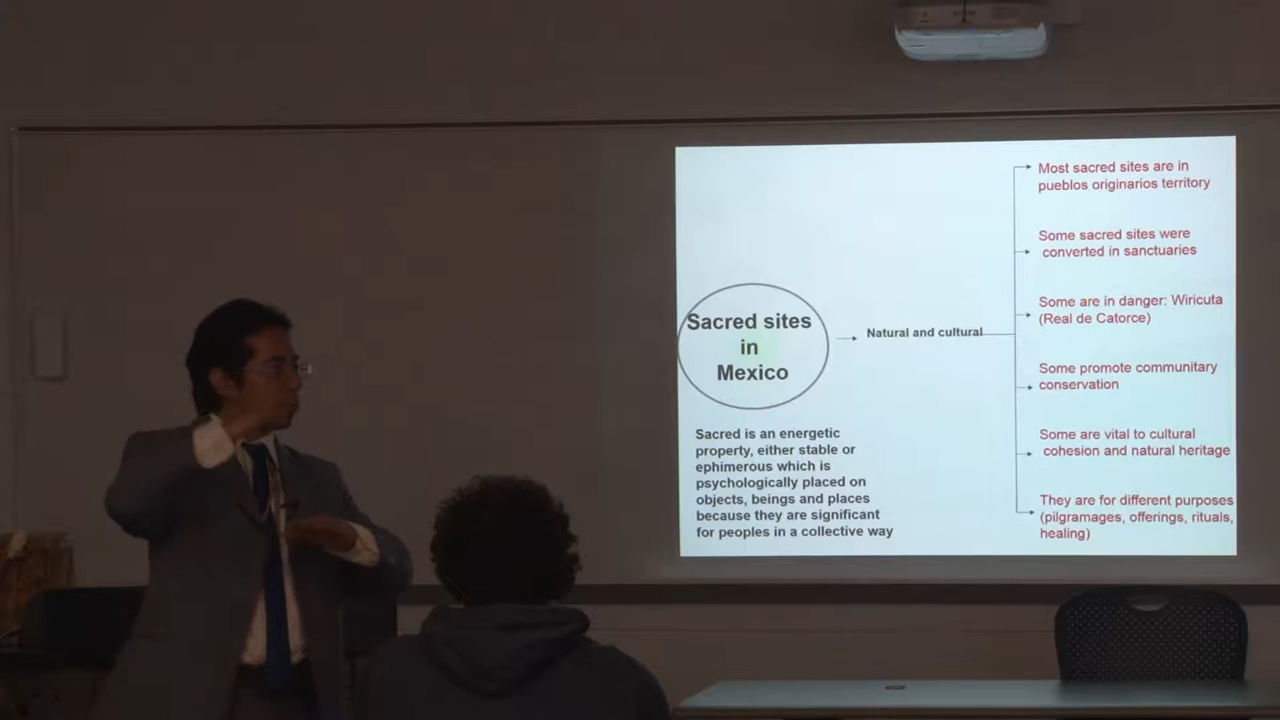 Sacred sites
in
Mexico
Sacred is an energetic
property, either stable or
ephimerous which is
psychologically placed on
objects, beings and places
because they are significant
for peoples in a collective way
Natural and cultural
Most sacred sites are in
pueblos originarios territory
Some sacred sites were
converted in sanctuaries
Some are in danger: Wiricuta
(Real de Catorce)
Some promote communitary
conservation
Some are vital to cultural
cohesion and natural heritage
They are for different purposes
(pilgramages, offerings, rituals,
healing)